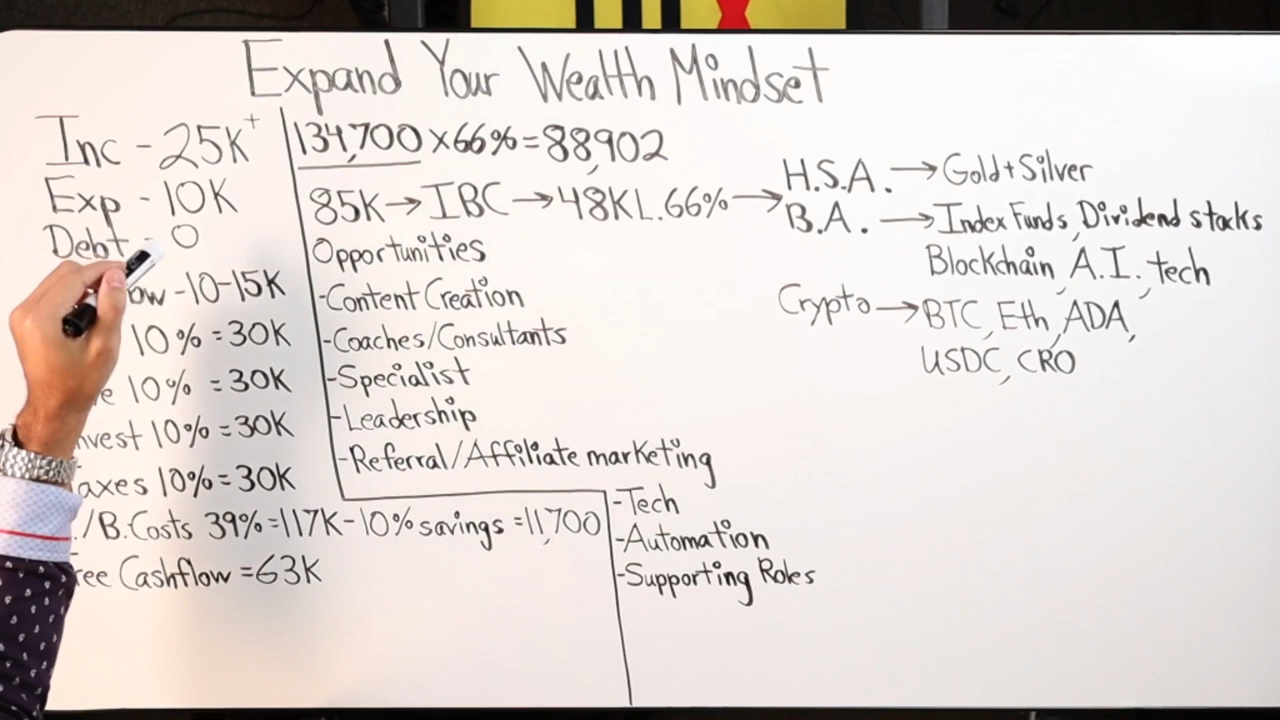 Expand Your Wealth Mindset
Inc - 25K+
Exp - 10K
Debt - 0
ow - 10-15K
10% = 30K
e 10% = 30K
nvest 10% = 30K
axes 10% = 30K
/B.Costs 39% = 117K - 10% savings = 11,700
ree Cashflow = 63K
134,700 x 66% = 88,902
85K → IBC → 48K L.66% →
Opportunities
-Content Creation
-Coaches/Consultants
-Specialist
-Leadership
-Referral/Affiliate marketing
-Tech
-Automation
-Supporting Roles
H.S.A. → Gold + Silver
B.A. → Index Funds, Dividend stocks
Blockchain, A.I., tech
Crypto → BTC, Eth, ADA,
USDC, CRO